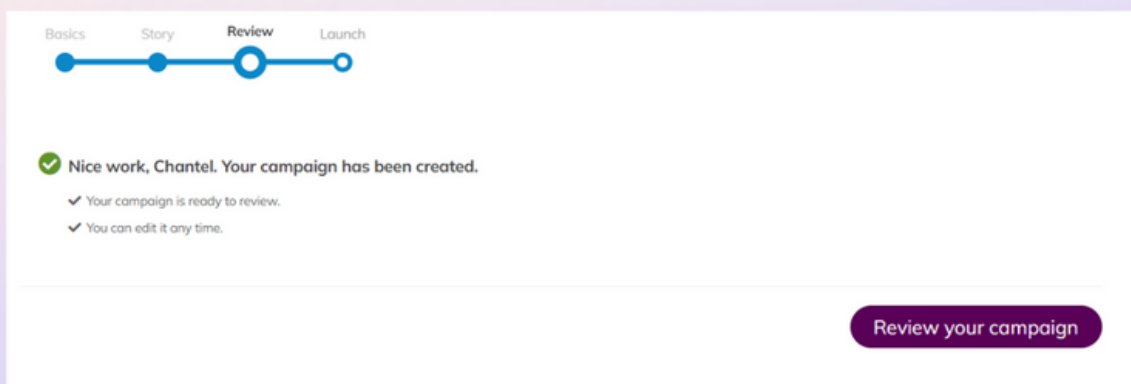 Basics Story Review Launch
Nice work, Chantel. Your campaign has been created.
Your campaign is ready to review.
You can edit it any time.
Review your campaign